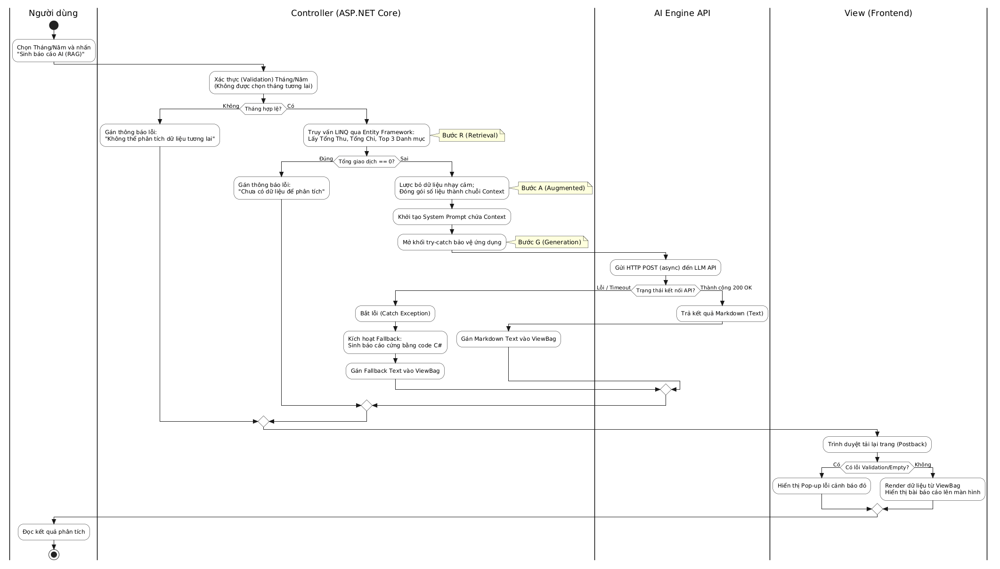 Người dùng
Controller (ASP.NET Core)
AI Engine API
View (Frontend)
Chọn Tháng/Năm và nhấn
"Sinh báo cáo AI (RAG)"
Xác thực (Validation) Tháng/Năm
(Không được chọn tháng tương lai)
Không
Tháng hợp lệ?
Có
Gán thông báo lỗi:
"Không thể phân tích dữ liệu tương lai"
Truy vấn LINQ qua Entity Framework:
Lấy Tổng Thu, Tổng Chi, Top 3 Danh mục
Bước R (Retrieval)
Đúng
Tổng giao dịch == 0?
Sai
Gán thông báo lỗi:
"Chưa có dữ liệu để phân tích"
Lược bỏ dữ liệu nhạy cảm;
Đóng gói số liệu thành chuỗi Context
Bước A (Augmented)
Khởi tạo System Prompt chứa Context
Mở khối try-catch bảo vệ ứng dụng
Bước G (Generation)
Gửi HTTP POST (async) đến LLM API
Lỗi / Timeout
Trạng thái kết nối API?
Thành công 200 OK
Bắt lỗi (Catch Exception)
Trả kết quả Markdown (Text)
Kích hoạt Fallback:
Sinh báo cáo cứng bằng code C#
Gán Markdown Text vào ViewBag
Gán Fallback Text vào ViewBag
Trình duyệt tải lại trang (Postback)
Có
Có lỗi Validation/Empty?
Không
Hiển thị Pop-up lỗi cảnh báo đỏ
Render dữ liệu từ ViewBag
Hiển thị bài báo cáo lên màn hình
Đọc kết quả phân tích